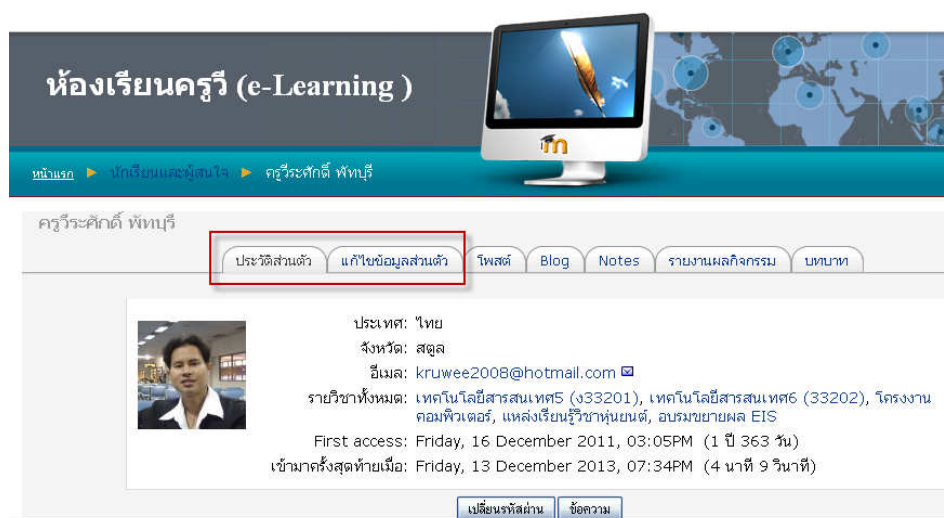 ห้องเรียนครูวี (e-Learning )
หน้าแรก ► นักเรียนและผู้สนใจ ► ครูวีระศักดิ์ พัทบุรี
ครูวีระศักดิ์ พัทบุรี
ประวัติส่วนตัว แก้ไขข้อมูลส่วนตัว โพสต์ Blog Notes รายงานผลกิจกรรม บทบาท
ประเทศ: ไทย
จังหวัด: สตูล
อีเมล: kruwee2008@hotmail.com
รายวิชาทั้งหมด: เทคโนโลยีสารสนเทศ5 (ง33201), เทคโนโลยีสารสนเทศ6 (33202), โครงงาน
คอมพิวเตอร์, แหล่งเรียนรู้วิชาหุ่นยนต์, อบรมขยายผล EIS
First access: Friday, 16 December 2011, 03:05PM (1 ปี 363 วัน)
เข้ามาครั้งสุดท้ายเมื่อ: Friday, 13 December 2013, 07:34PM (4 นาที 9 วินาที)
เปลี่ยนรหัสผ่าน ข้อความ